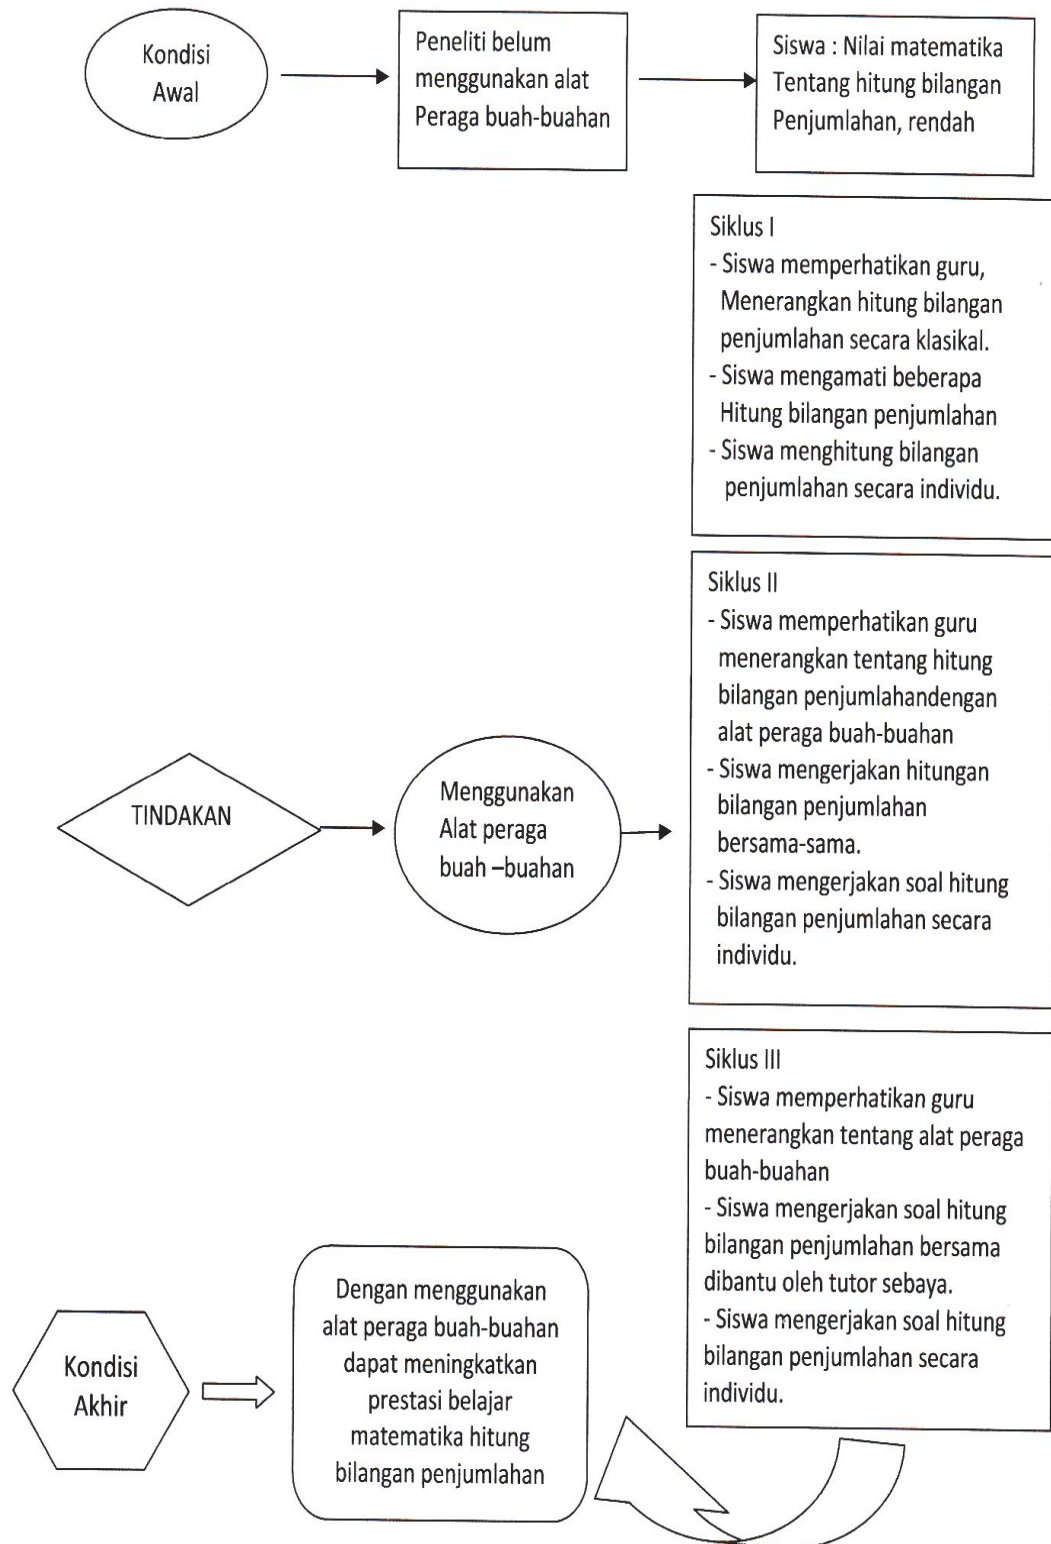 Kondisi
Awal
Peneliti belum
menggunakan alat
Peraga buah-buahan
Siswa : Nilai matematika
Tentang hitung bilangan
Penjumlahan, rendah
Siklus I
- Siswa memperhatikan guru,
Menerangkan hitung bilangan
penjumlahan secara klasikal.
- Siswa mengamati beberapa
Hitung bilangan penjumlahan
- Siswa menghitung bilangan
penjumlahan secara individu.
TINDAKAN
Menggunakan
Alat peraga
buah –buahan
Siklus II
- Siswa memperhatikan guru
menerangkan tentang hitung
bilangan penjumlahandengan
alat peraga buah-buahan
- Siswa mengerjakan hitungan
bilangan penjumlahan
bersama-sama.
- Siswa mengerjakan soal hitung
bilangan penjumlahan secara
individu.
Siklus III
- Siswa memperhatikan guru
menerangkan tentang alat peraga
buah-buahan
- Siswa mengerjakan soal hitung
bilangan penjumlahan bersama
dibantu oleh tutor sebaya.
- Siswa mengerjakan soal hitung
bilangan penjumlahan secara
individu.
Kondisi
Akhir
Dengan menggunakan
alat peraga buah-buahan
dapat meningkatkan
prestasi belajar
matematika hitung
bilangan penjumlahan